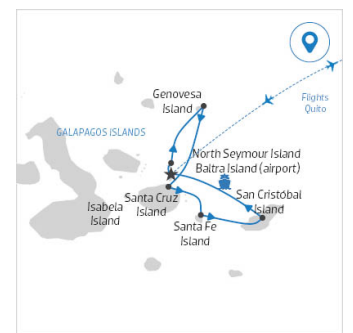 Genovesa
Island
Flights
Quito
GALAPAGOS ISLANDS
North Seymour Island
Baltra Island (airport)
Isabela
Island
Santa Cruz
Island
San Cristóbal
Island
Santa Fe
Island